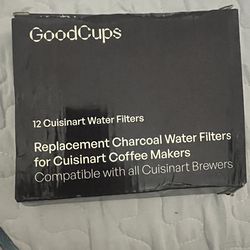 GoodCups
12 Cuisinart Water Filters
Replacement Charcoal Water Filters
for Cuisinart Coffee Makers
Compatible with all Cuisinart Brewers